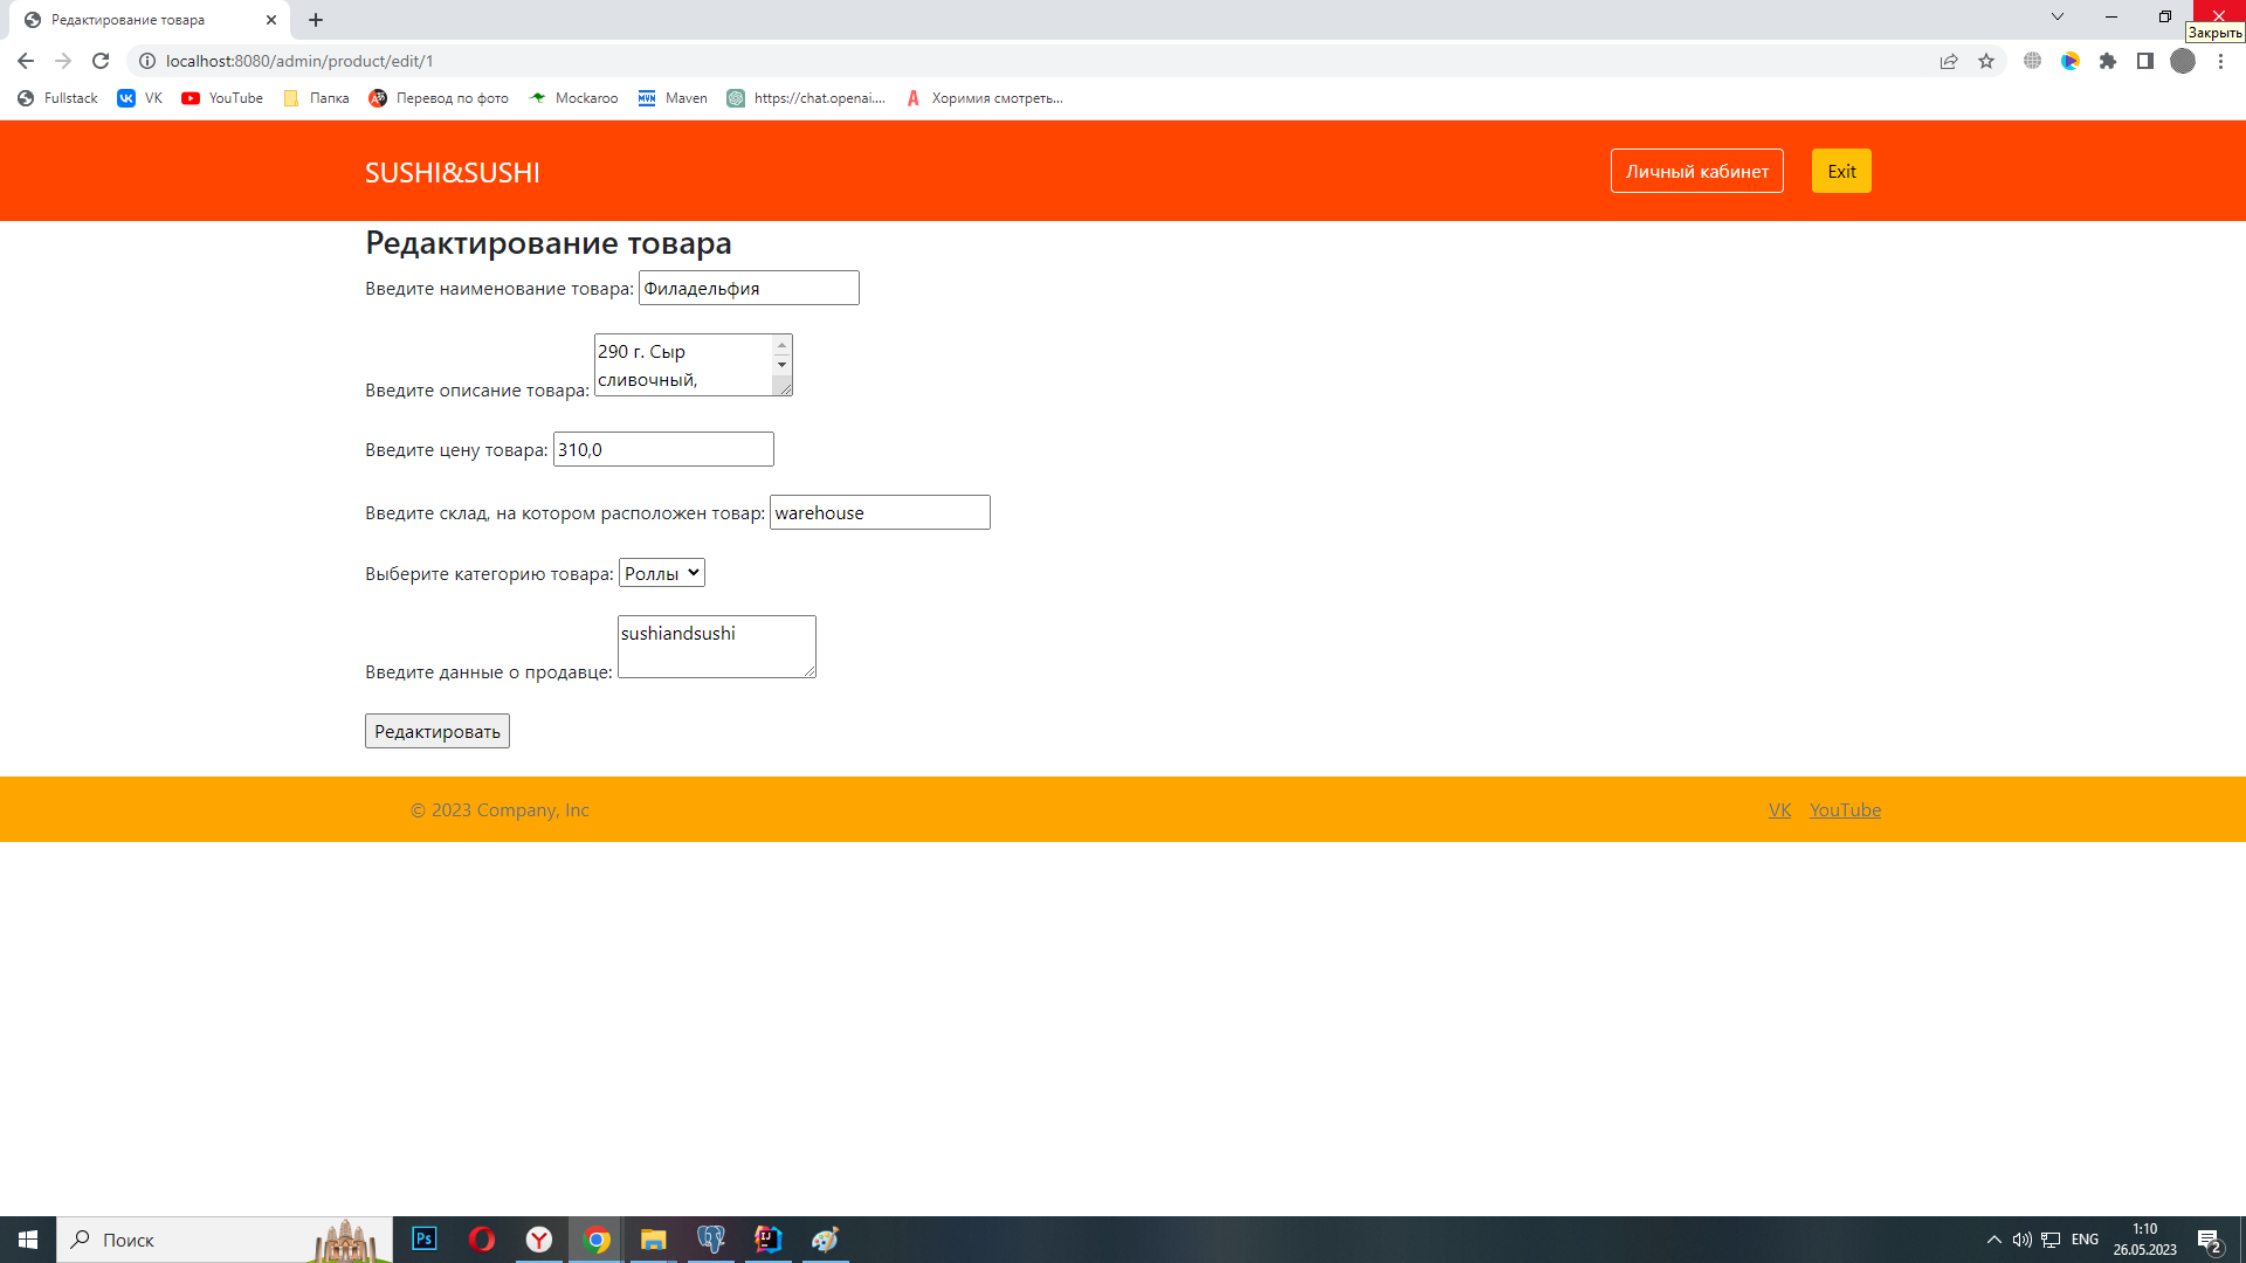 Редактирование товара
Закрыть
localhost:8080/admin/product/edit/1
Fullstack VK YouTube Папка Перевод по фото Mockaroo Maven https://chat.openai.... Хоримия смотреть...
SUSHI&SUSHI Личный кабинет Exit
Редактирование товара
Введите наименование товара: Филадельфия
290 г. Сыр
сливочный,
Введите описание товара:
Введите цену товара: 310,0
Введите склад, на котором расположен товар: warehouse
Выберите категорию товара: Роллы
sushiandsushi
Введите данные о продавце:
Редактировать
© 2023 Company, Inc VK YouTube
Поиск Ps ENG 1:10
26.05.2023 2